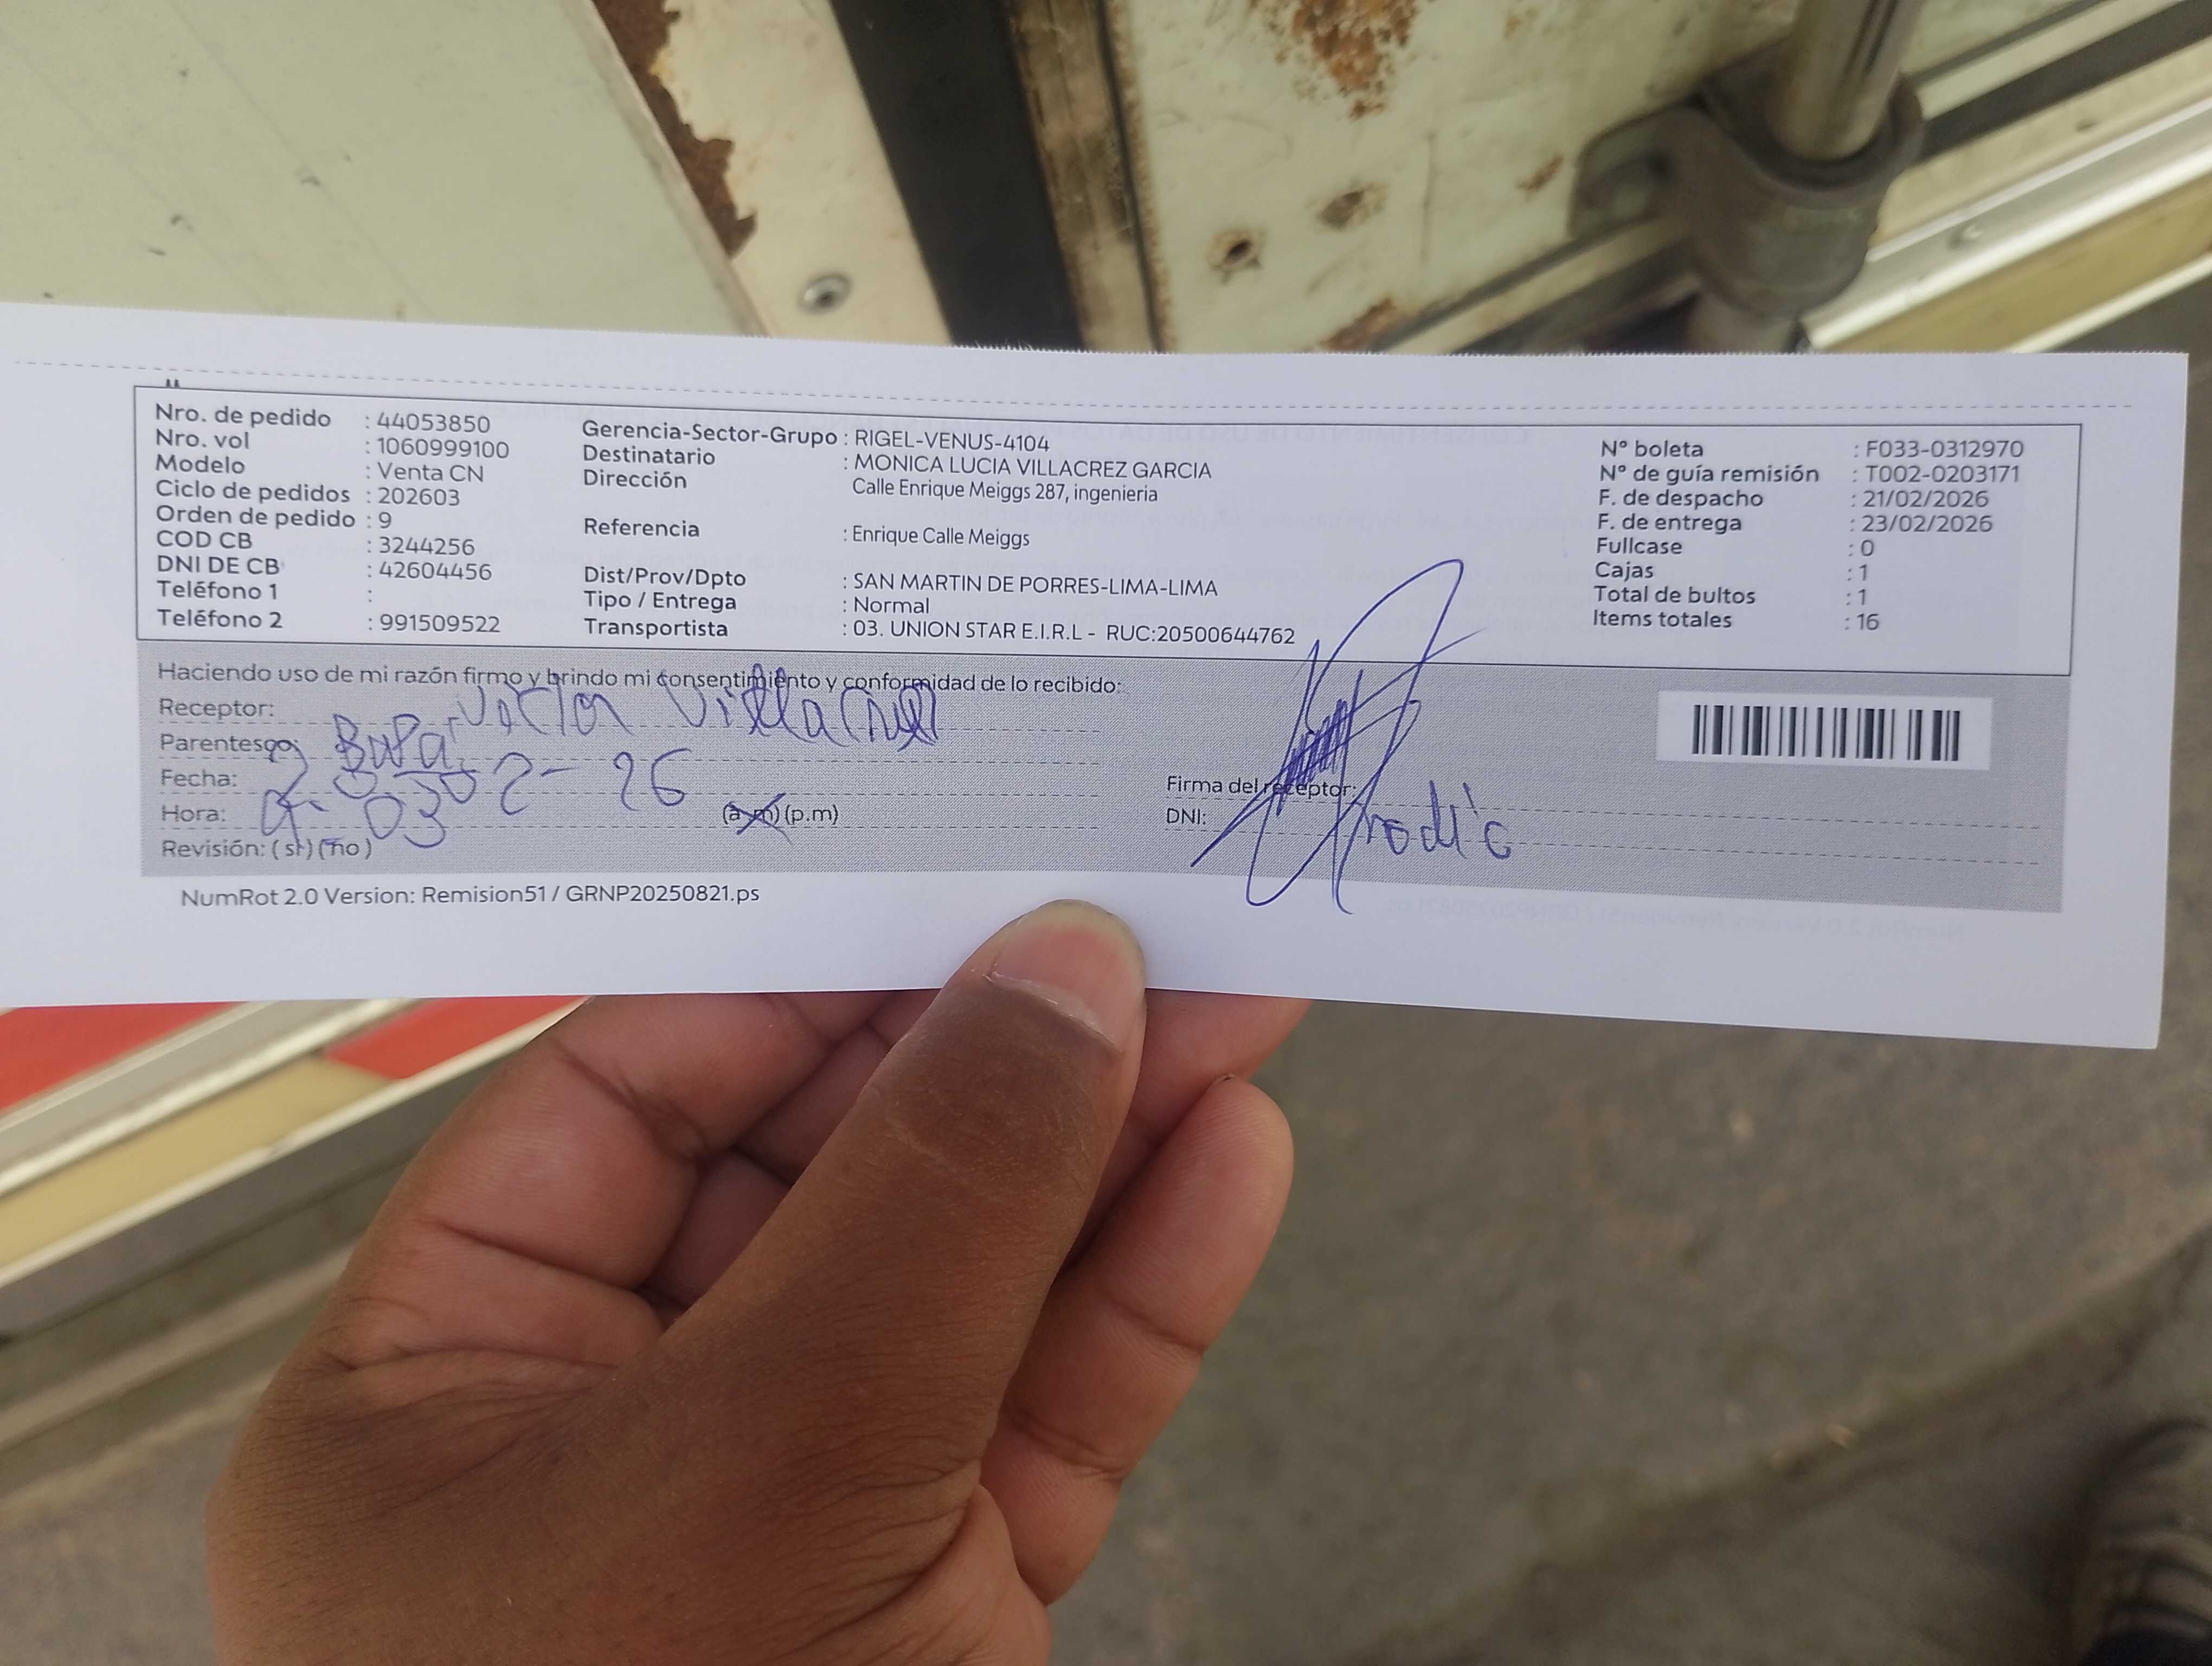 Nro. de pedido : 44053850
Nro. vol : 1060999100
Modelo : Venta CN
Ciclo de pedidos : 202603
Orden de pedido : 9
COD CB : 3244256
DNI DE CB : 42604456
Teléfono 1 :
Teléfono 2 : 991509522
Gerencia-Sector-Grupo : RIGEL-VENUS-4104
Destinatario : MONICA LUCIA VILLACREZ GARCIA
Dirección Calle Enrique Meiggs 287, ingenieria
Referencia : Enrique Calle Meiggs
Dist/Prov/Dpto : SAN MARTIN DE PORRES-LIMA-LIMA
Tipo / Entrega : Normal
Transportista : 03. UNION STAR E.I.R.L - RUC:20500644762
N° boleta : F033-0312970
N° de guía remisión : T002-0203171
F. de despacho : 21/02/2026
F. de entrega : 23/02/2026
Fullcase : 0
Cajas : 1
Total de bultos : 1
Items totales : 16
Haciendo uso de mi razón firmo y brindo mi consentimiento y conformidad de lo recibido:
Receptor: Victor
Parentesco:
Fecha: 02-26
Hora: 03 (a.m) (p.m)
Revisión: (si) (no)
Firma del receptor:
DNI:
NumRot 2.0 Version: Remision51 / GRNP20250821.ps